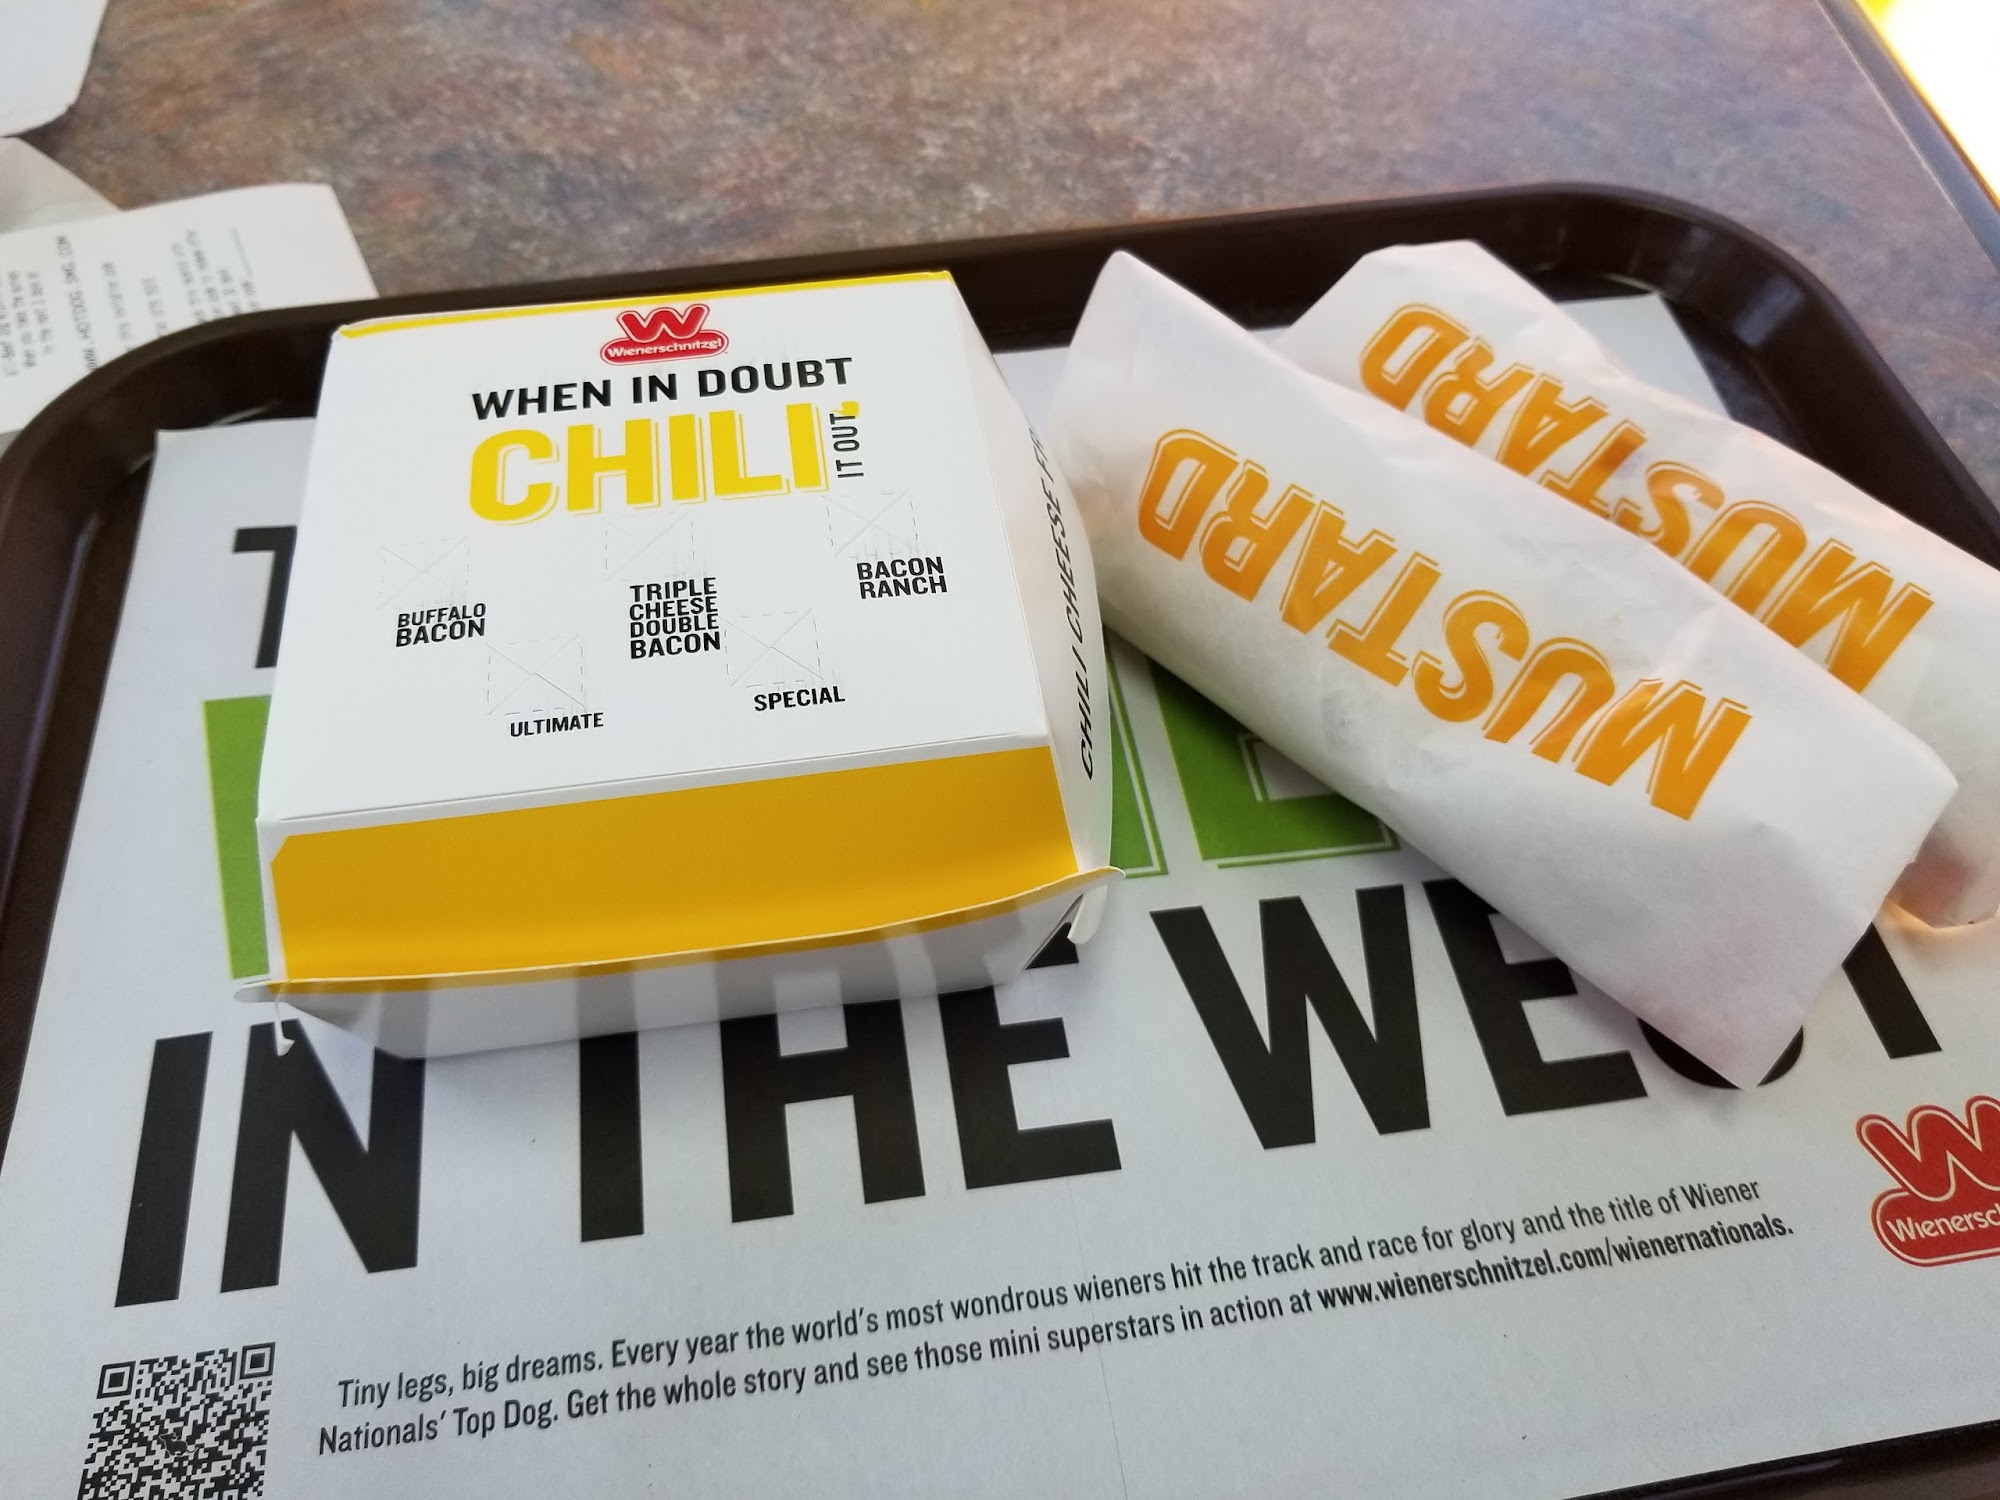 Wienerschnitzel
WHEN IN DOUBT
CHILI'
IT OUT
BUFFALO
BACON
TRIPLE
CHEESE
DOUBLE
BACON
BACON
RANCH
ULTIMATE
SPECIAL
CHILI / CHEESE
MUSTARD
MUSTARD
IN THE WEST
Tiny legs, big dreams. Every year the world's most wondrous wieners hit the track and race for glory and the title of Wiener
Nationals' Top Dog. Get the whole story and see those mini superstars in action at www.wienerschnitzel.com/wienernationals.